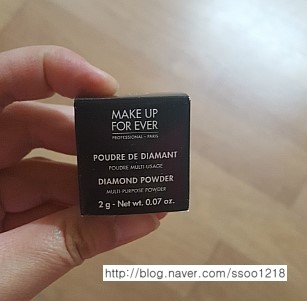 MAKE UP
FOR EVER
PROFESSIONAL - PARIS
POUDRE DE DIAMANT
POUDRE MULTI-USAGE
DIAMOND POWDER
MULTI-PURPOSE POWDER
2 g - Net wt. 0.07 oz.
http://blog.naver.com/ssoo1218